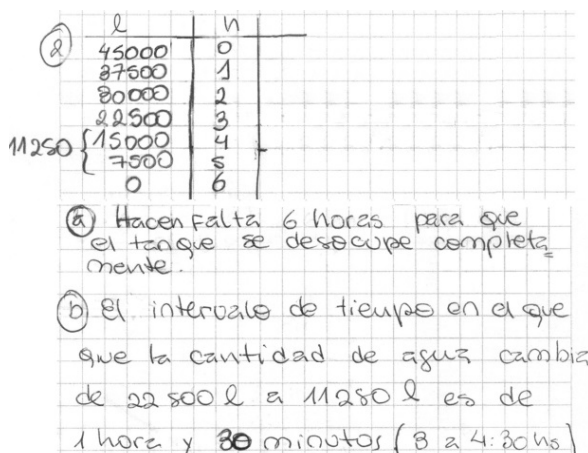 l h
2 45000 0
37500 1
30000 2
22500 3
11250 { 15000 4
7500 5
0 6
a Hacen Falta 6 horas para que
el tanque se desocupe completa
mente.
b El intervalo de tiempo en el que
que la cantidad de agua cambia
de 22500 l a 11250 l es de
1 hora y 30 minutos (3 a 4:30 hs)